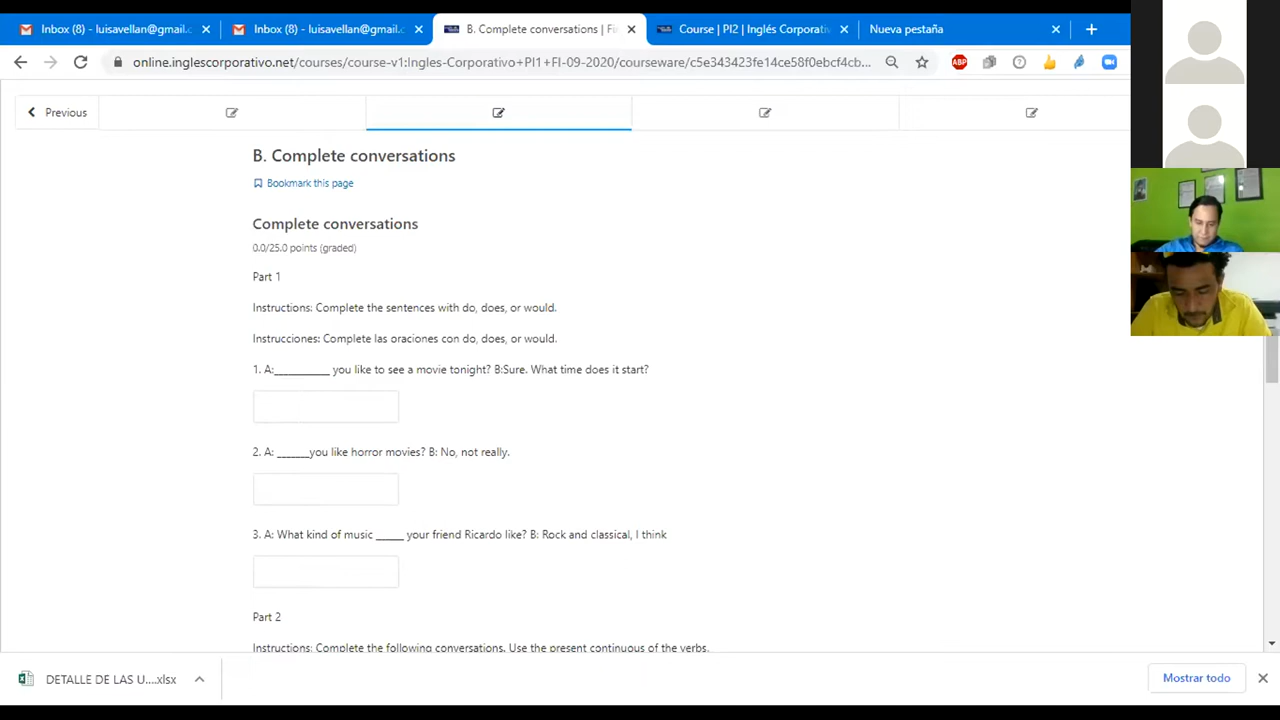 Inbox (8) - luisavellan@gmail.c
Inbox (8) - luisavellan@gmail.c
B. Complete conversations | Fi
Course | PI2 | Inglés Corporativ
Nueva pestaña
online.inglescorporativo.net/courses/course-v1:Ingles-Corporativo+PI1+FI-09-2020/courseware/c5e343423fe14ce58f0ebcf4cb...
ABP
Previous
B. Complete conversations
Bookmark this page
Complete conversations
0.0/25.0 points (graded)
Part 1
Instructions: Complete the sentences with do, does, or would.
Instrucciones: Complete las oraciones con do, does, or would.
1. A:____________ you like to see a movie tonight? B:Sure. What time does it start?
2. A: _______you like horror movies? B: No, not really.
3. A: What kind of music ______ your friend Ricardo like? B: Rock and classical, I think
Part 2
Instructions: Complete the following conversations. Use the present continuous of the verbs.
DETALLE DE LAS U....xlsx
Mostrar todo